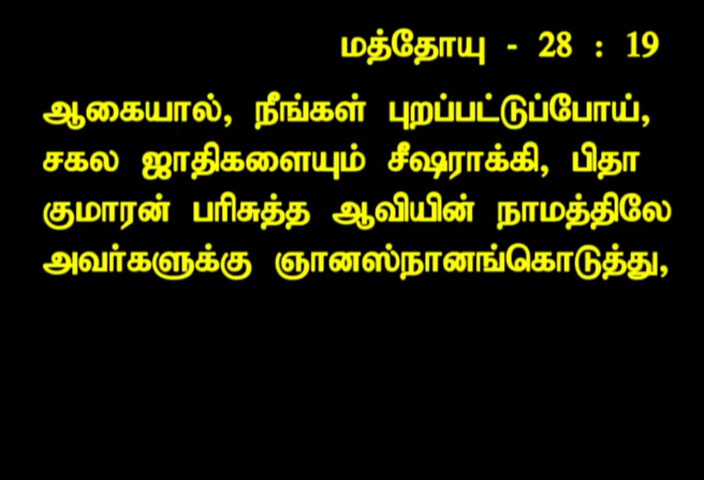 மத்தேயு - 28 : 19
ஆகையால், நீங்கள் புறப்பட்டுப்போய்,
சகல ஜாதிகளையும் சீஷராக்கி, பிதா
குமாரன் பரிசுத்த ஆவியின் நாமத்திலே
அவர்களுக்கு ஞானஸ்நானங்கொடுத்து,